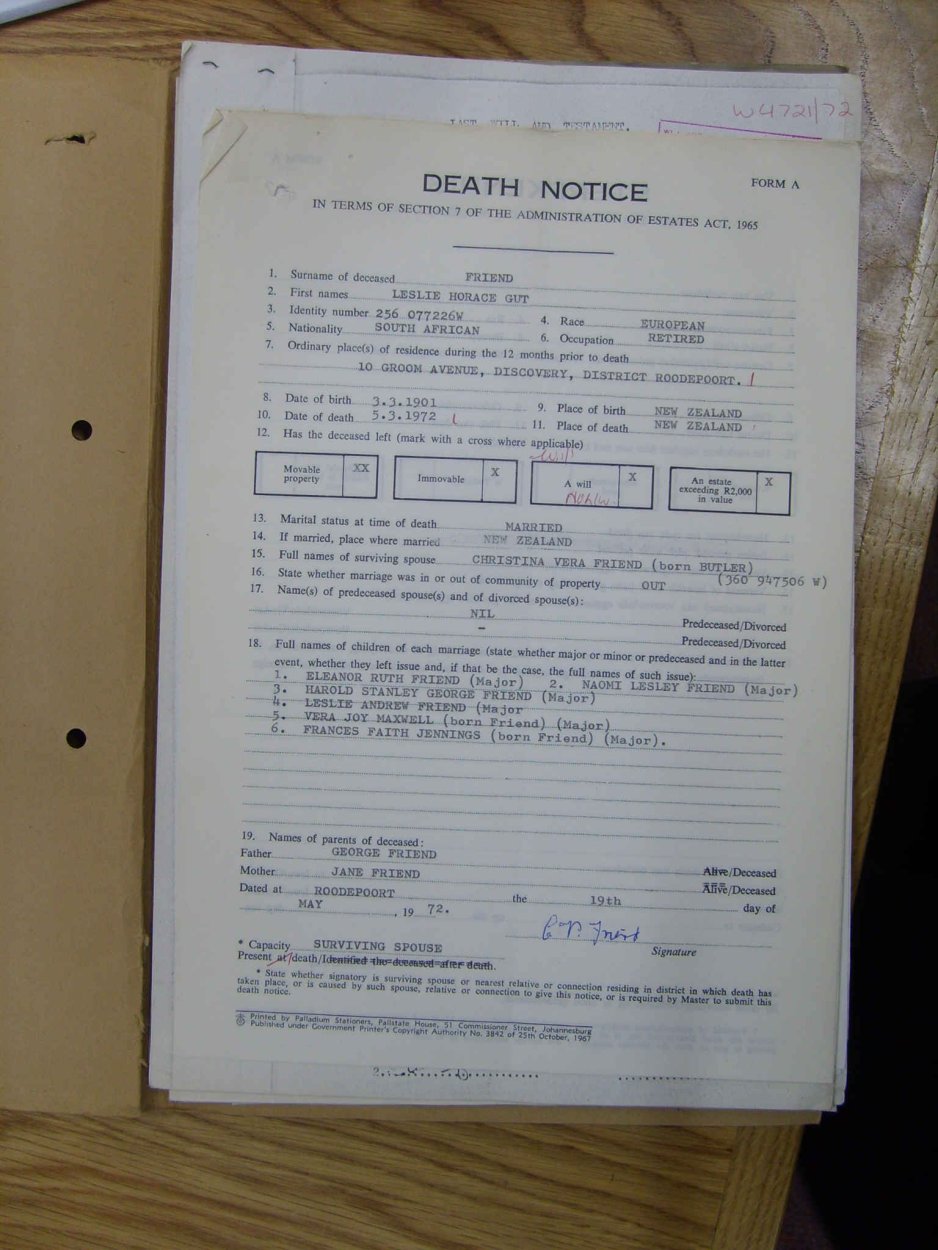 W4721/72
LAST WILL AND TESTAMENT.
DEATH NOTICE
FORM A
IN TERMS OF SECTION 7 OF THE ADMINISTRATION OF ESTATES ACT, 1965
1. Surname of deceased FRIEND
2. First names LESLIE HORACE GUT
3. Identity number 256 077226W 4. Race EUROPEAN
5. Nationality SOUTH AFRICAN 6. Occupation RETIRED
7. Ordinary place(s) of residence during the 12 months prior to death
10 GROOM AVENUE, DISCOVERY, DISTRICT ROODEPOORT.
8. Date of birth 3.3.1901 9. Place of birth NEW ZEALAND
10. Date of death 5.3.1972 11. Place of death NEW ZEALAND
12. Has the deceased left (mark with a cross where applicable)
Will
Movable property XX Immovable X A will X An estate exceeding R2,000 in value X
13. Marital status at time of death MARRIED
14. If married, place where married NEW ZEALAND
15. Full names of surviving spouse CHRISTINA VERA FRIEND (born BUTLER)
16. State whether marriage was in or out of community of property OUT (360 947506 W)
17. Name(s) of predeceased spouse(s) and of divorced spouse(s):
NIL Predeceased/Divorced
– Predeceased/Divorced
18. Full names of children of each marriage (state whether major or minor or predeceased and in the latter
event, whether they left issue and, if that be the case, the full names of such issue):
1. ELEANOR RUTH FRIEND (Major) 2. NAOMI LESLEY FRIEND (Major)
3. HAROLD STANLEY GEORGE FRIEND (Major)
4. LESLIE ANDREW FRIEND (Major
5. VERA JOY MAXWELL (born Friend) (Major)
6. FRANCES FAITH JENNINGS (born Friend) (Major).
19. Names of parents of deceased:
Father GEORGE FRIEND
Mother JANE FRIEND Alive/Deceased
Alive/Deceased
Dated at ROODEPOORT the 19th day of
MAY , 19 72.
C V. Friend
Signature
* Capacity SURVIVING SPOUSE
Present at death/Identified the deceased after death.
* State whether signatory is surviving spouse or nearest relative or connection residing in district in which death has
taken place, or is caused by such spouse, relative or connection to give this notice, or is required by Master to submit this
death notice.
Printed by Palladium Stationers, Pallstate House, 51 Commissioner Street, Johannesburg
Published under Government Printer's Copyright Authority No. 3842 of 25th October, 1967